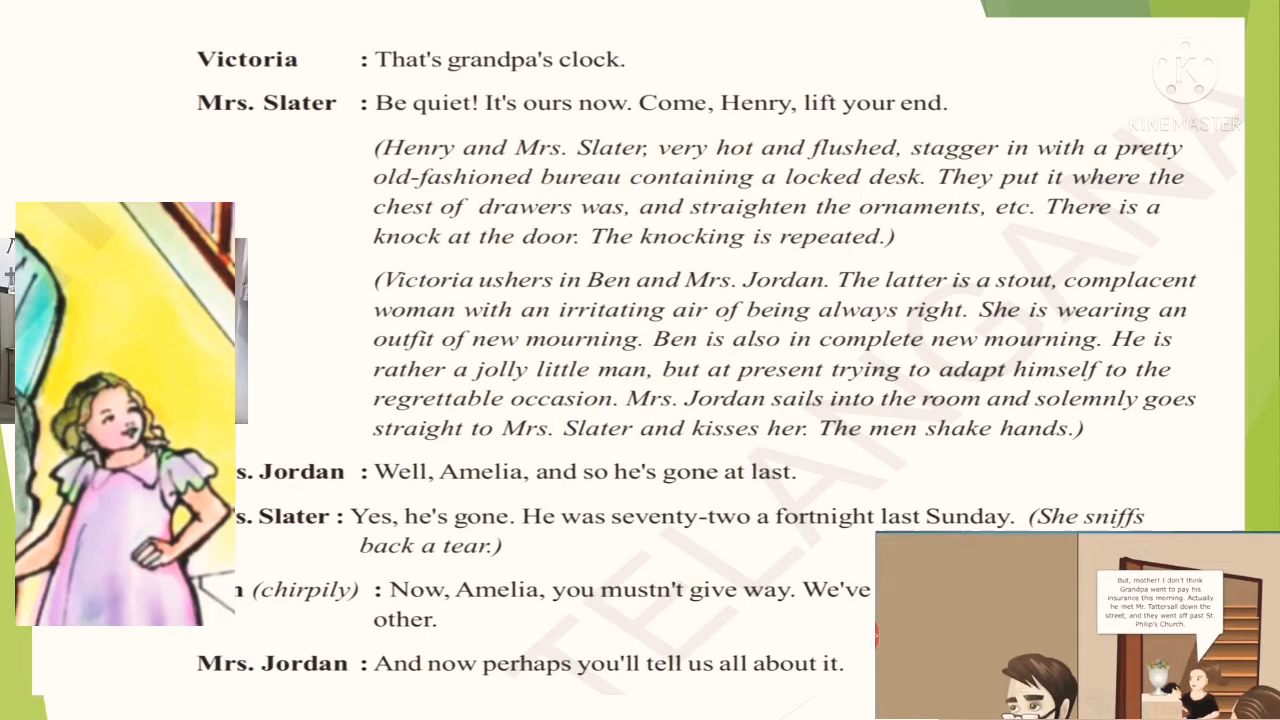 Victoria : That's grandpa's clock.
Mrs. Slater : Be quiet! It's ours now. Come, Henry, lift your end.
(Henry and Mrs. Slater, very hot and flushed, stagger in with a pretty
old-fashioned bureau containing a locked desk. They put it where the
chest of drawers was, and straighten the ornaments, etc. There is a
knock at the door. The knocking is repeated.)
(Victoria ushers in Ben and Mrs. Jordan. The latter is a stout, complacent
woman with an irritating air of being always right. She is wearing an
outfit of new mourning. Ben is also in complete new mourning. He is
rather a jolly little man, but at present trying to adapt himself to the
regrettable occasion. Mrs. Jordan sails into the room and solemnly goes
straight to Mrs. Slater and kisses her. The men shake hands.)
s. Jordan : Well, Amelia, and so he's gone at last.
s. Slater : Yes, he's gone. He was seventy-two a fortnight last Sunday. (She sniffs
back a tear.)
n (chirpily) : Now, Amelia, you mustn't give way. We've
other.
Mrs. Jordan : And now perhaps you'll tell us all about it.
But, mother! I don't think
Grandpa went to pay his
insurance this morning. Actually
he met Mr. Tattersall down the
street, and they went off past St.
Philip's Church.
K
KINEMASTER
TELANGANA